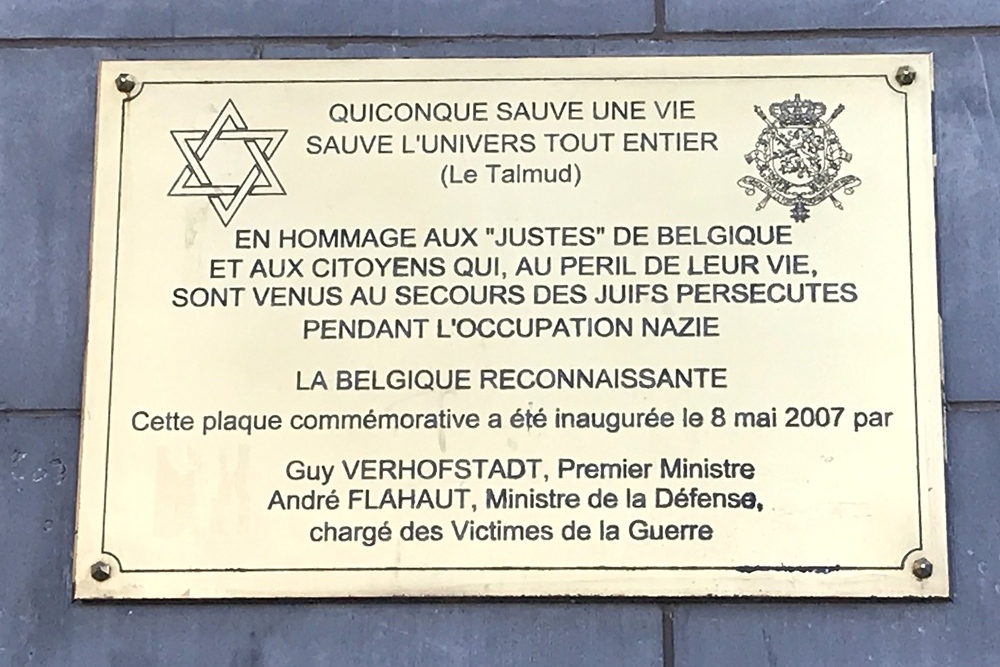 QUICONQUE SAUVE UNE VIE
SAUVE L'UNIVERS TOUT ENTIER
(Le Talmud)
EN HOMMAGE AUX "JUSTES" DE BELGIQUE
ET AUX CITOYENS QUI, AU PERIL DE LEUR VIE,
SONT VENUS AU SECOURS DES JUIFS PERSECUTES
PENDANT L'OCCUPATION NAZIE
LA BELGIQUE RECONNAISSANTE
Cette plaque commémorative a été inaugurée le 8 mai 2007 par
Guy VERHOFSTADT, Premier Ministre
André FLAHAUT, Ministre de la Défense,
chargé des Victimes de la Guerre